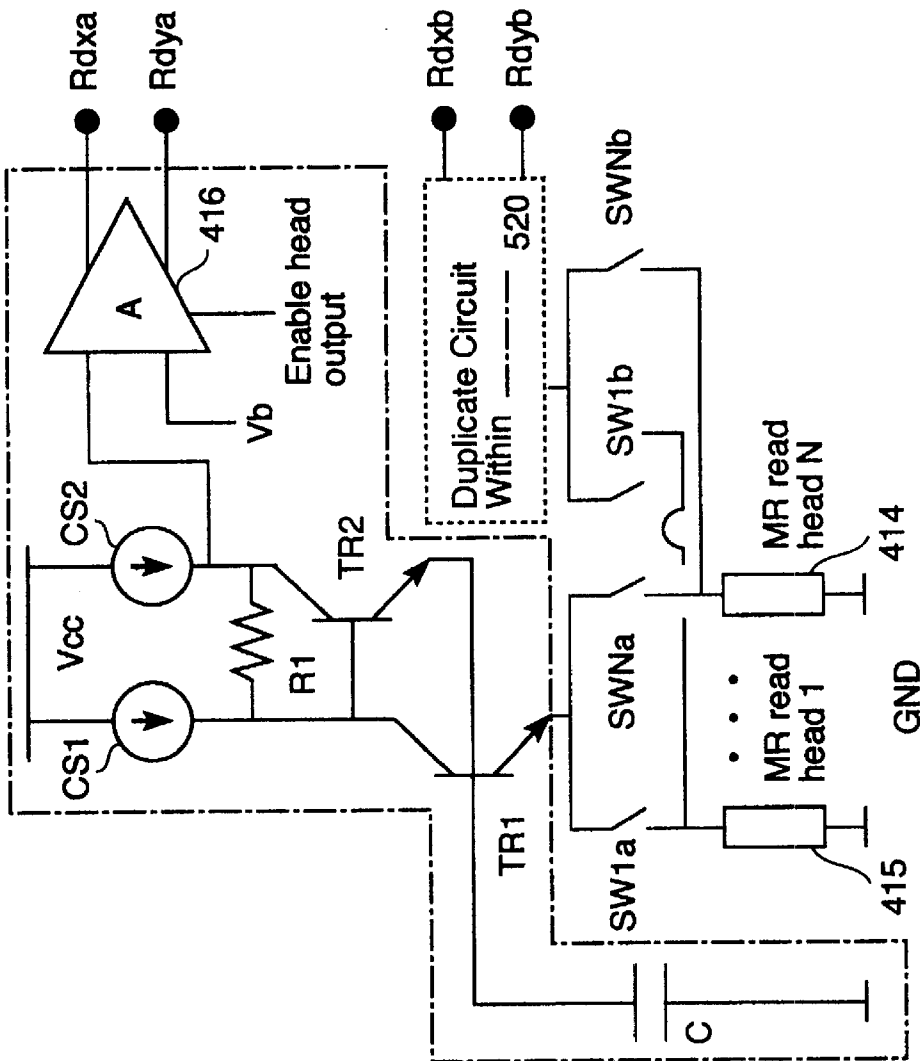 Rdxa
Rdya
A
416
Enable head
output
Vb
CS2
Vcc
CS1
R1
TR2
TR1
Rdxb
Rdyb
Duplicate Circuit
Within
520
SWNb
SW1b
SWNa
SW1a
MR read
head N
414
MR read
head 1
415
GND
C